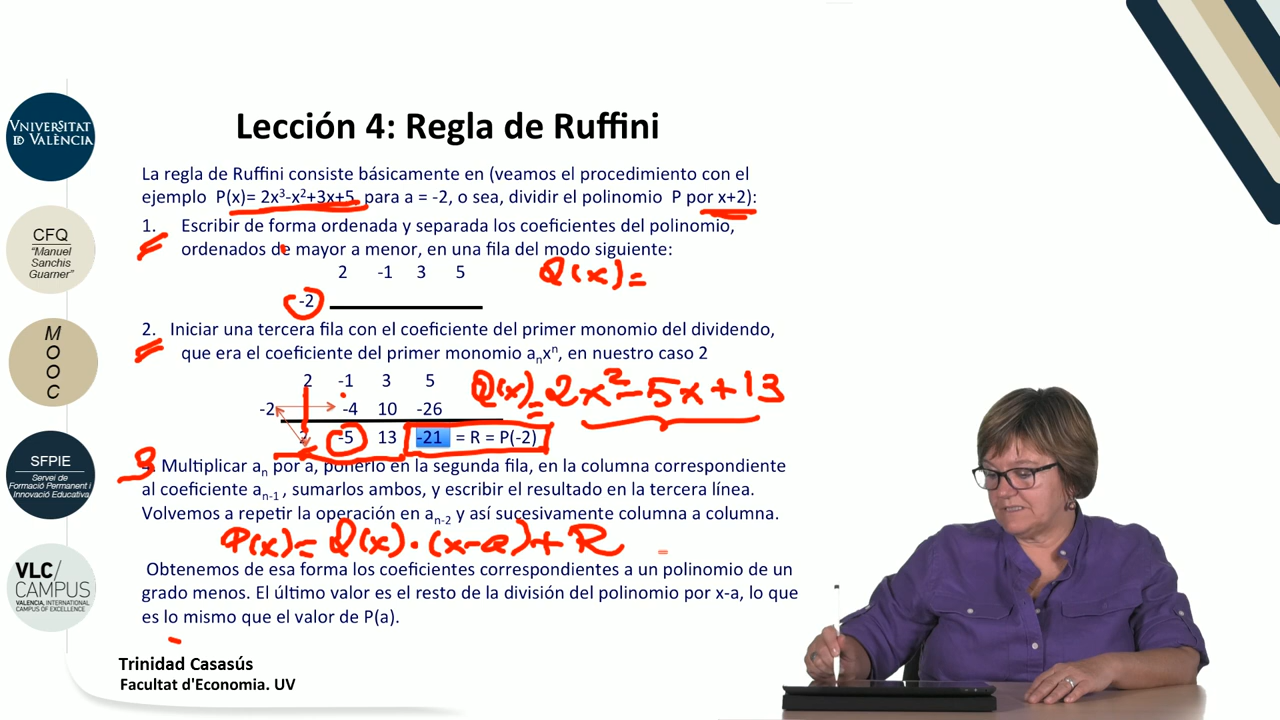 VNIVERSITAT
D VALÈNCIA
CFQ
"Manuel
Sanchis
Guarner"
M
O
O
C
SFPIE
Servei de
Formació Permanent i
Innovació Educativa
VLC/
CAMPUS
VALENCIA, INTERNATIONAL
CAMPUS OF EXCELLENCE
Lección 4: Regla de Ruffini
La regla de Ruffini consiste básicamente en (veamos el procedimiento con el
ejemplo P(x)= 2x³-x²+3x+5 para a = -2, o sea, dividir el polinomio P por x+2):
1. Escribir de forma ordenada y separada los coeficientes del polinomio,
ordenados de mayor a menor, en una fila del modo siguiente:
2 -1 3 5
Q(x)=
-2
2. Iniciar una tercera fila con el coeficiente del primer monomio del dividendo,
que era el coeficiente del primer monomio aₙxⁿ, en nuestro caso 2
2 -1 3 5
Q(x)=2x²-5x+13
-2 -4 10 -26
2 -5 13 -21 = R = P(-2)
3
4. Multiplicar aₙ por a, ponerlo en la segunda fila, en la columna correspondiente
al coeficiente aₙ₋₁, sumarlos ambos, y escribir el resultado en la tercera línea.
Volvemos a repetir la operación en aₙ₋₂ y así sucesivamente columna a columna.
P(x)=Q(x)·(x-a)+R =
Obtenemos de esa forma los coeficientes correspondientes a un polinomio de un
grado menos. El último valor es el resto de la división del polinomio por x-a, lo que
es lo mismo que el valor de P(a).
Trinidad Casasús
Facultat d'Economia. UV